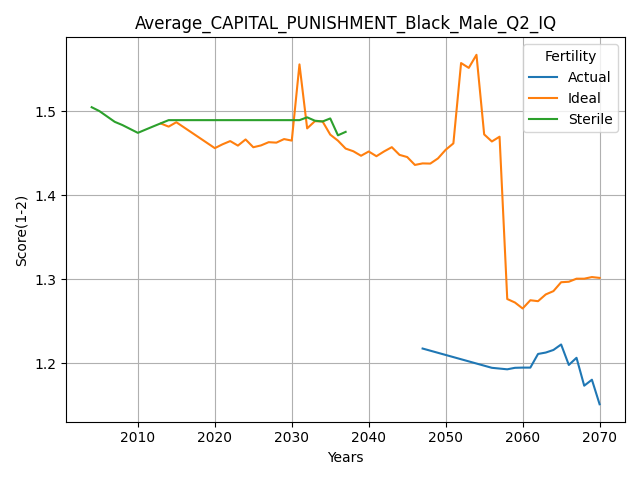 Average_CAPITAL_PUNISHMENT_Black_Male_Q2_IQ
Fertility
Actual
Ideal
Sterile
Score(1-2)
1.5
1.4
1.3
1.2
2010 2020 2030 2040 2050 2060 2070
Years